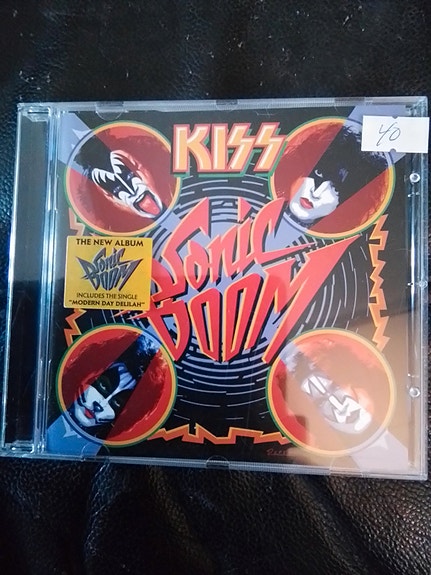 KISS
40
Sonic
BOOM
THE NEW ALBUM
Sonic
BOOM
INCLUDES THE SINGLE
"MODERN DAY DELILAH"